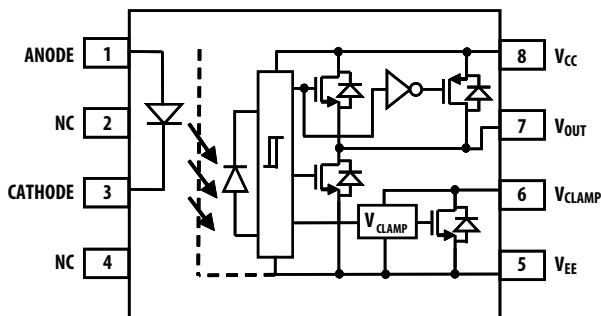 ANODE 1
NC 2
CATHODE 3
NC 4
8 VCC
7 VOUT
6 VCLAMP
5 VEE
VCLAMP